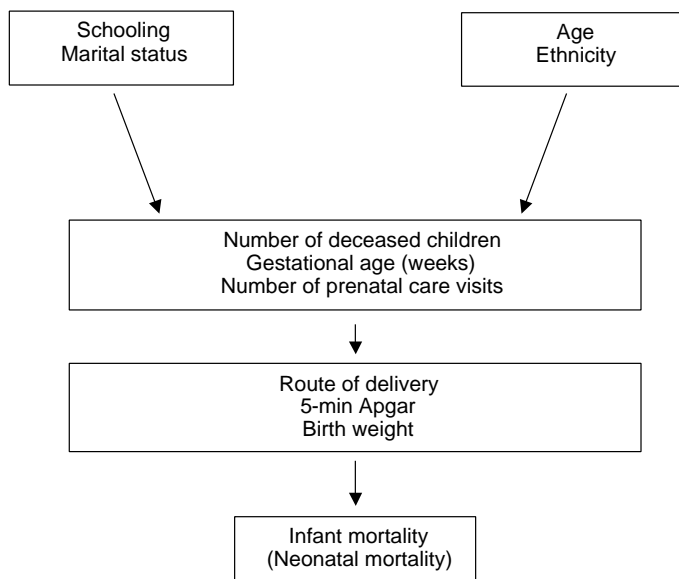 Schooling
Marital status
Age
Ethnicity
Number of deceased children
Gestational age (weeks)
Number of prenatal care visits
Route of delivery
5-min Apgar
Birth weight
Infant mortality
(Neonatal mortality)